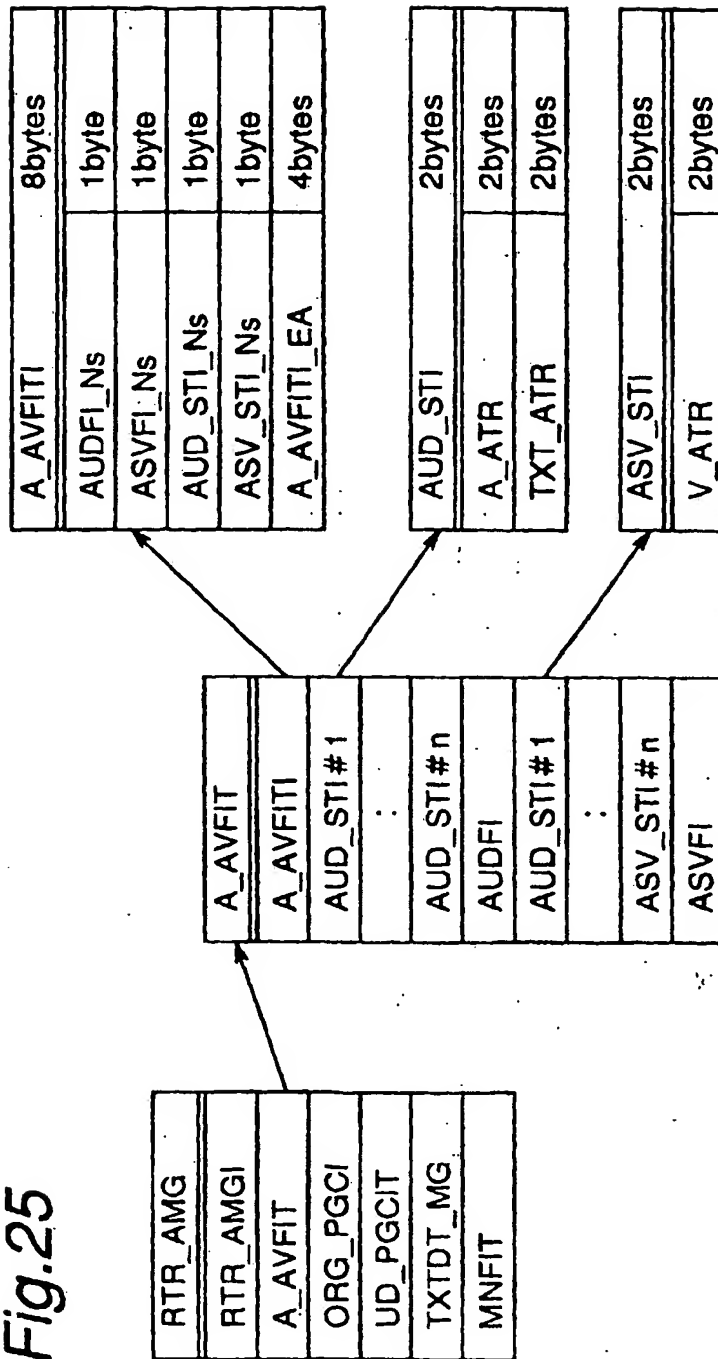 Fig.25
RTR_AMG
RTR_AMGI
A_AVFIT
ORG_PGCI
UD_PGCIT
TXTDT_MG
MNFIT
A_AVFIT
A_AVFITI
AUD_STI#1
:
AUD_STI#n
AUDFI
AUD_STI#1
:
ASV_STI#n
ASVFI
A_AVFITI 8bytes
AUDFI_Ns 1byte
ASVFI_Ns 1byte
AUD_STI_Ns 1byte
ASV_STI_Ns 1byte
A_AVFITI_EA 4bytes
AUD_STI 2bytes
A_ATR 2bytes
TXT_ATR 2bytes
ASV_STI 2bytes
V_ATR 2bytes